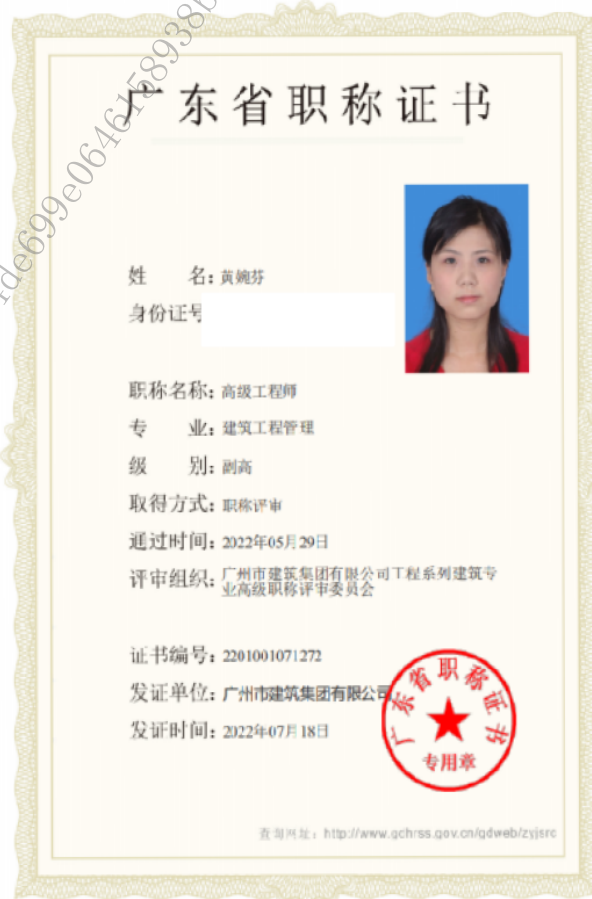 广东省职称证书
姓 名：黄婉芬
身份证号
职称名称：高级工程师
专 业：建筑工程管理
级 别：副高
取得方式：职称评审
通过时间：2022年05月29日
评审组织：广州市建筑集团有限公司工程系列建筑专
业高级职称评审委员会
证书编号：2201001071272
发证单位：广州市建筑集团有限公司
发证时间：2022年07月18日
广东省职称证书
专用章
查询网址：http://www.gchrss.gov.cn/gdweb/zyjsrc